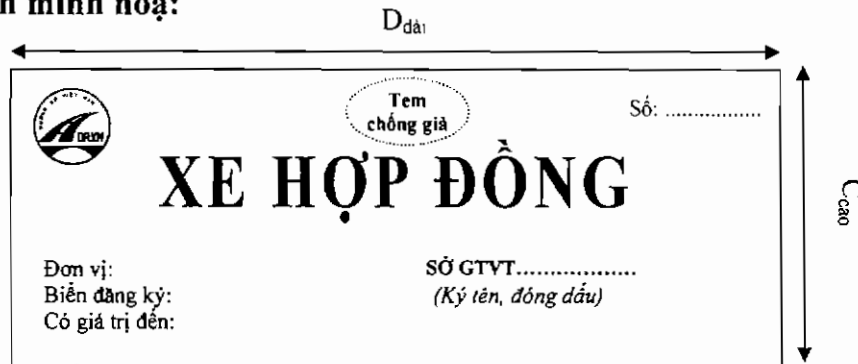 minh hoạ:
Ddài
Tem
chống giả
Số: ................
XE HỢP ĐỒNG
Ccao
Đơn vị:
Biển đăng ký:
Có giá trị đến:
SỞ GTVT...................
(Ký tên, đóng dấu)